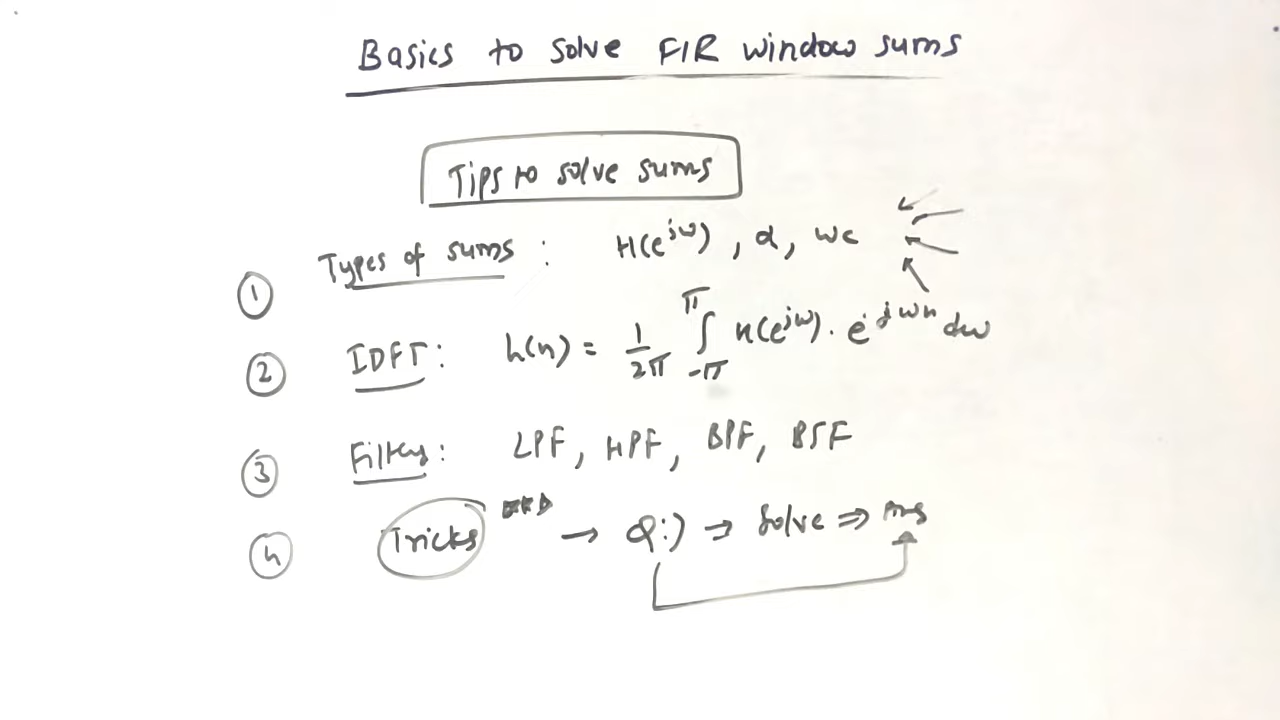 Basics to solve FIR window sums
Tips to solve sums
① Types of sums : H(e^jω) , α, ωc
② IDFT : h(n) = 1/2π ∫_-π^π H(e^jω) . e^jωn dω
③ Filters : LPF, HPF, BPF, BSF
④ Tricks → Q:) → Solve ⇒ Ans